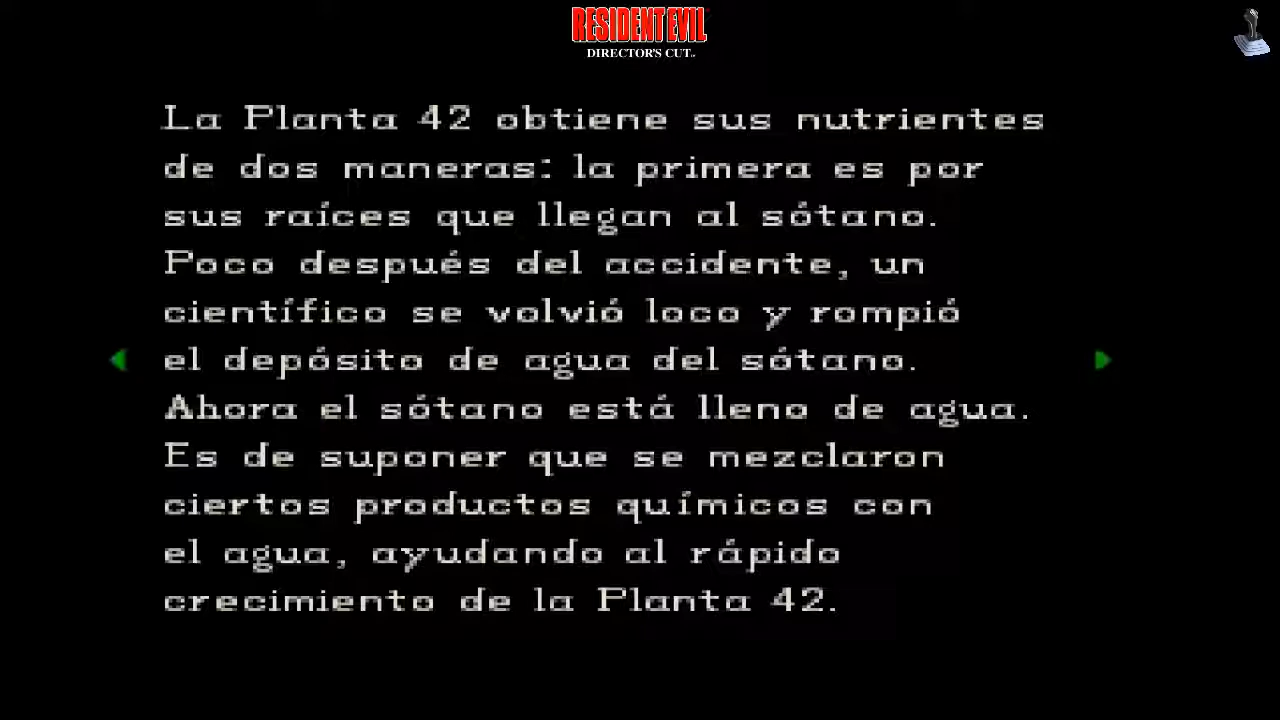 RESIDENT EVIL
DIRECTOR'S CUT™
La Planta 42 obtiene sus nutrientes
de dos maneras: la primera es por
sus raíces que llegan al sótano.
Poco después del accidente, un
científico se volvió loco y rompió
el depósito de agua del sótano.
Ahora el sótano está lleno de agua.
Es de suponer que se mezclaron
ciertos productos químicos con
el agua, ayudando al rápido
crecimiento de la Planta 42.